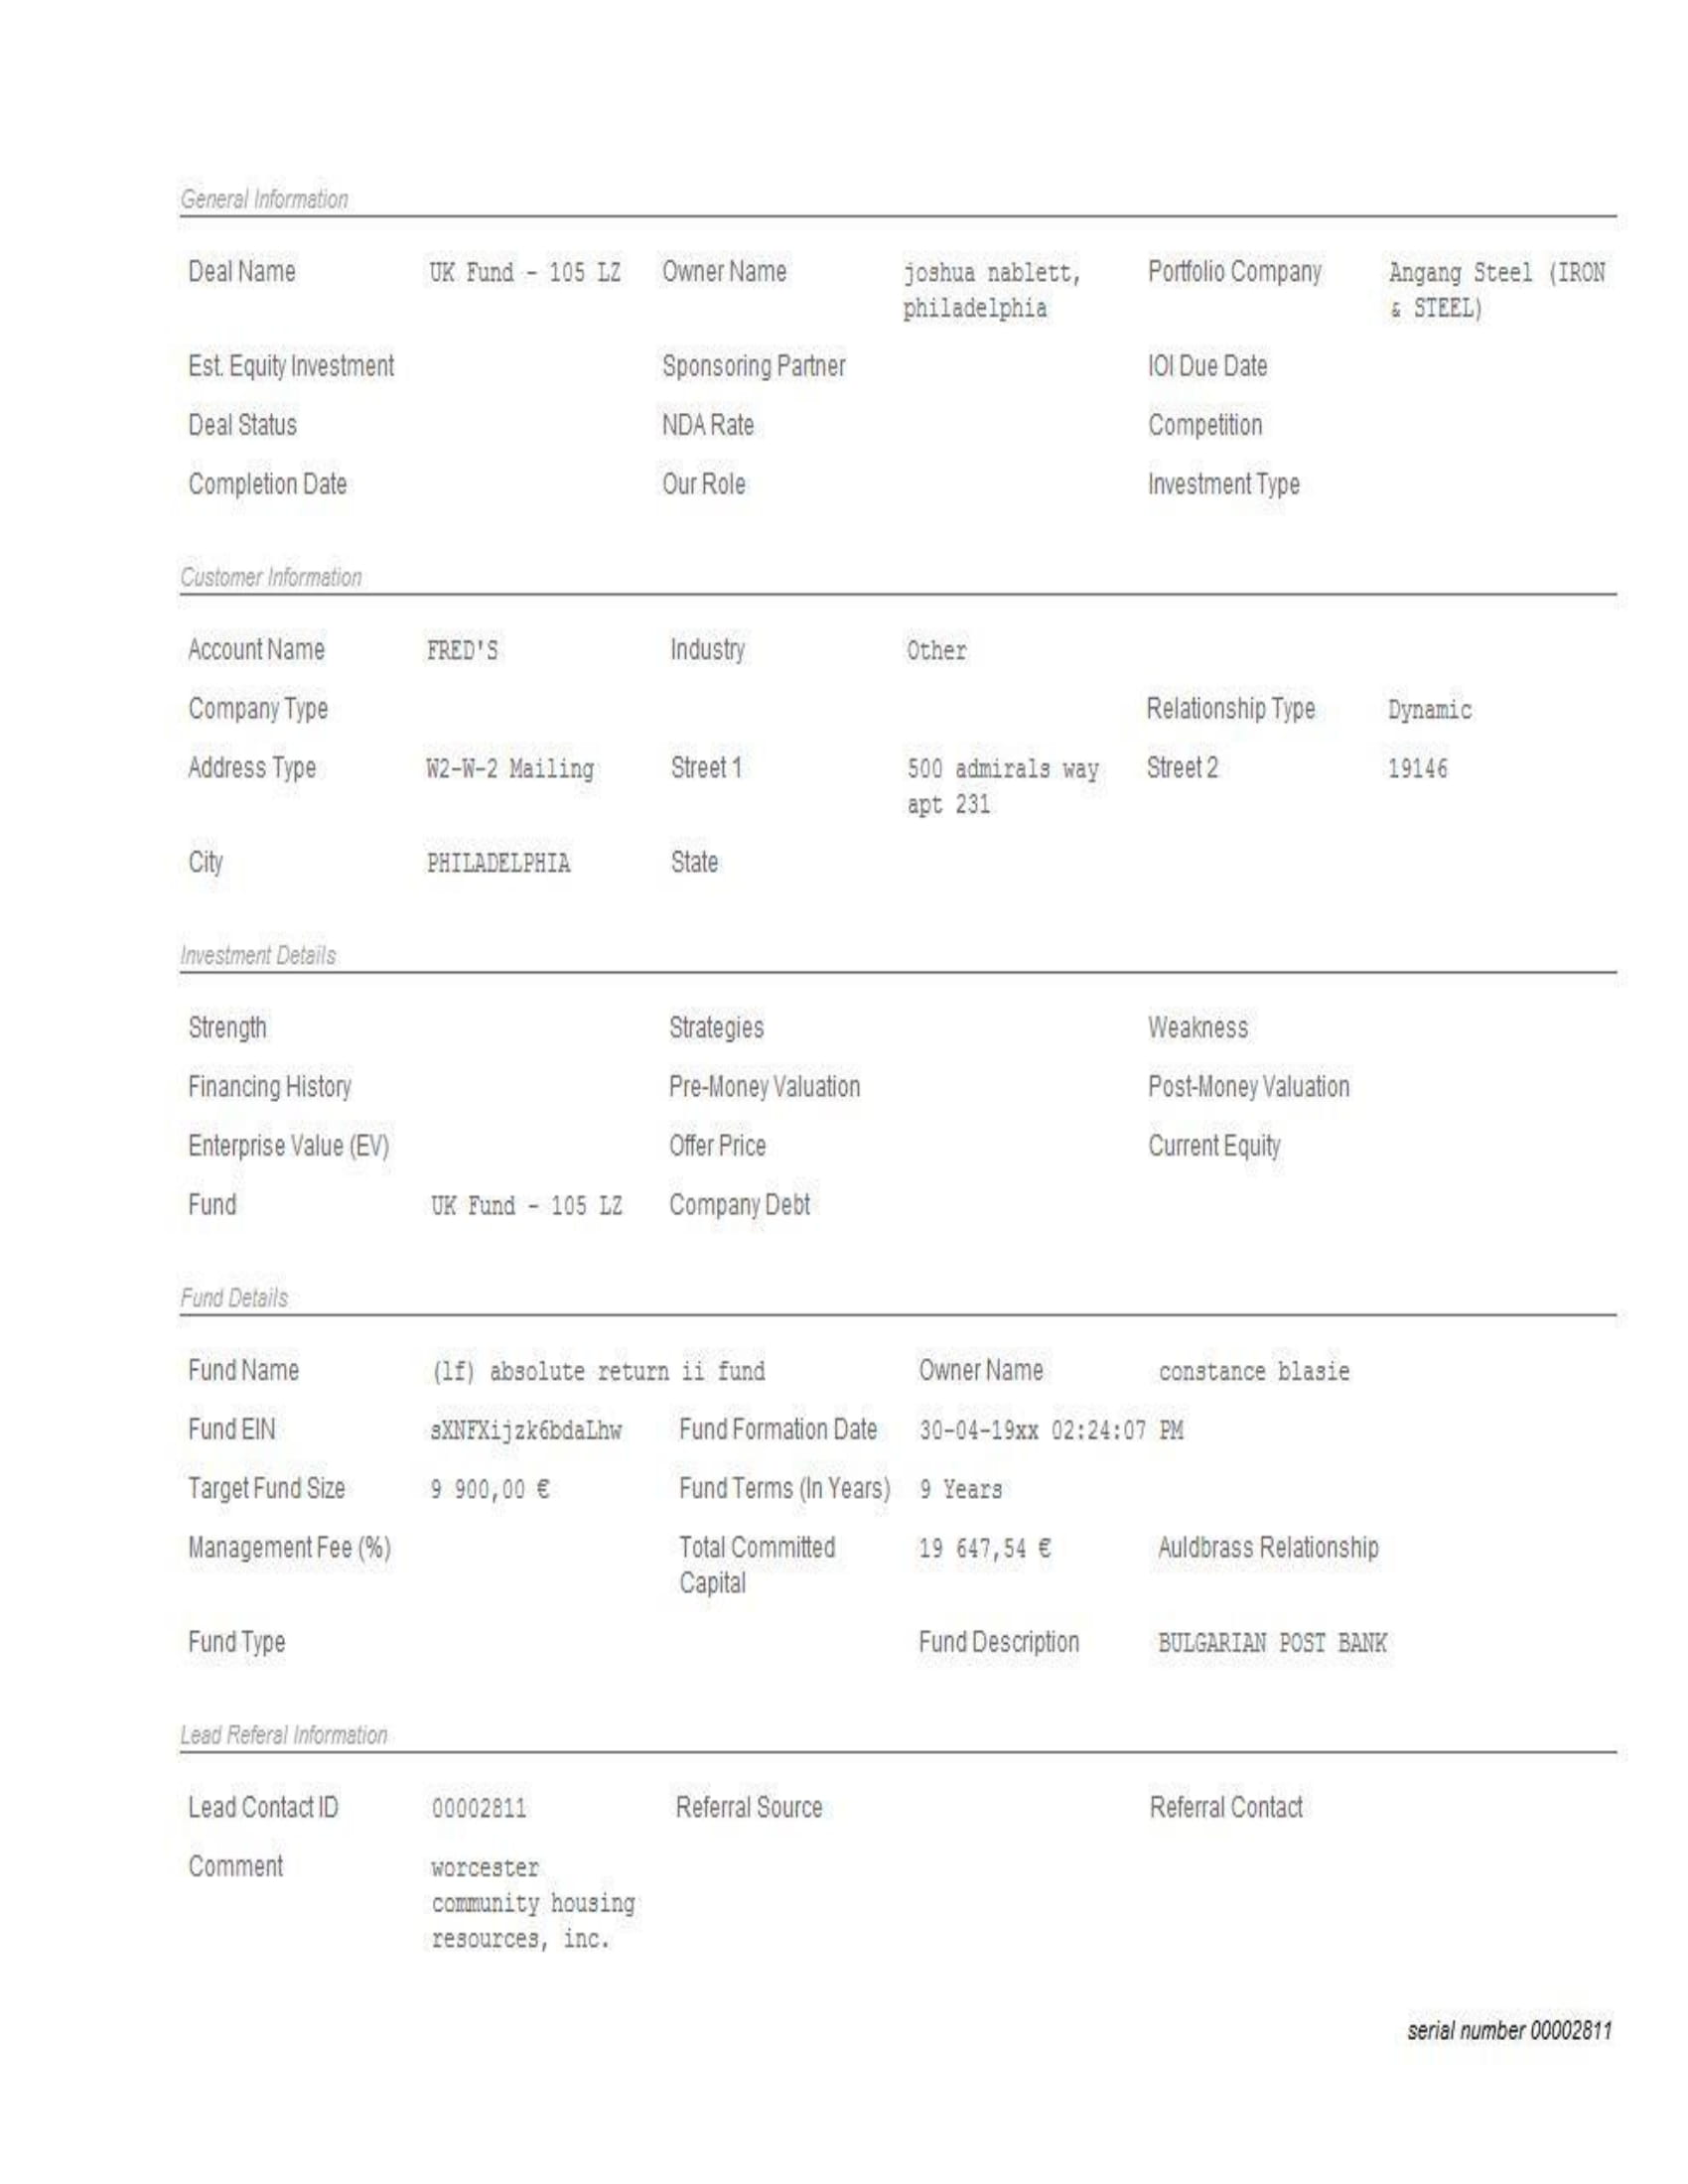 General Information
Deal Name UK Fund - 105 LZ Owner Name joshua nablett, Portfolio Company Angang Steel (IRON
philadelphia & STEEL)
Est. Equity Investment Sponsoring Partner IOI Due Date
Deal Status NDA Rate Competition
Completion Date Our Role Investment Type
Customer Information
Account Name FRED'S Industry Other
Company Type Relationship Type Dynamic
Address Type W2-W-2 Mailing Street 1 500 admirals way Street 2 19146
apt 231
City PHILADELPHIA State
Investment Details
Strength Strategies Weakness
Financing History Pre-Money Valuation Post-Money Valuation
Enterprise Value (EV) Offer Price Current Equity
Fund UK Fund - 105 LZ Company Debt
Fund Details
Fund Name (lf) absolute return ii fund Owner Name constance blasie
Fund EIN sXNFXijzk6bdaLhw Fund Formation Date 30-04-19xx 02:24:07 PM
Target Fund Size 9 900,00 € Fund Terms (In Years) 9 Years
Management Fee (%) Total Committed 19 647,54 € Auldbrass Relationship
Capital
Fund Type Fund Description BULGARIAN POST BANK
Lead Referal Information
Lead Contact ID 00002811 Referral Source Referral Contact
Comment worcester
community housing
resources, inc.
serial number 00002811